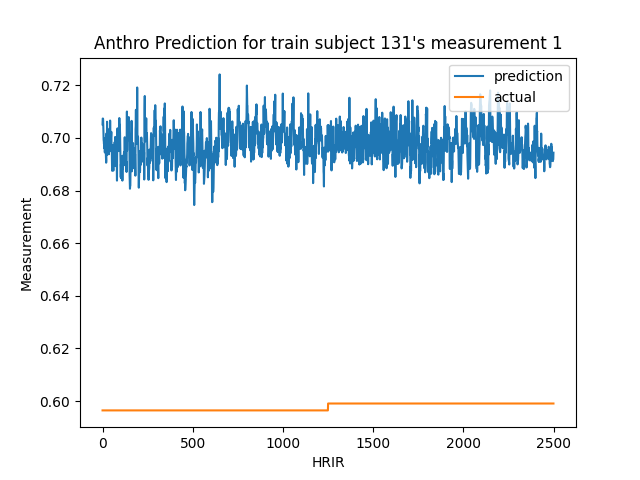 Anthro Prediction for train subject 131's measurement 1
prediction
actual
0.72
0.70
0.68
0.66
0.64
0.62
0.60
Measurement
0
500
1000
1500
2000
2500
HRIR